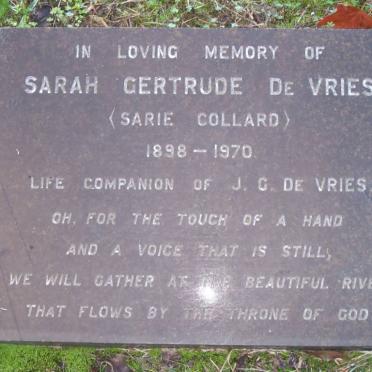 IN LOVING MEMORY OF
SARAH GERTRUDE DE VRIES
(SARIE COLLARD)
1898 — 1970.
LIFE COMPANION OF J. C. DE VRIES.
OH, FOR THE TOUCH OF A HAND
AND A VOICE THAT IS STILL,
WE WILL GATHER AT THE BEAUTIFUL RIVE
THAT FLOWS BY THE THRONE OF GOD